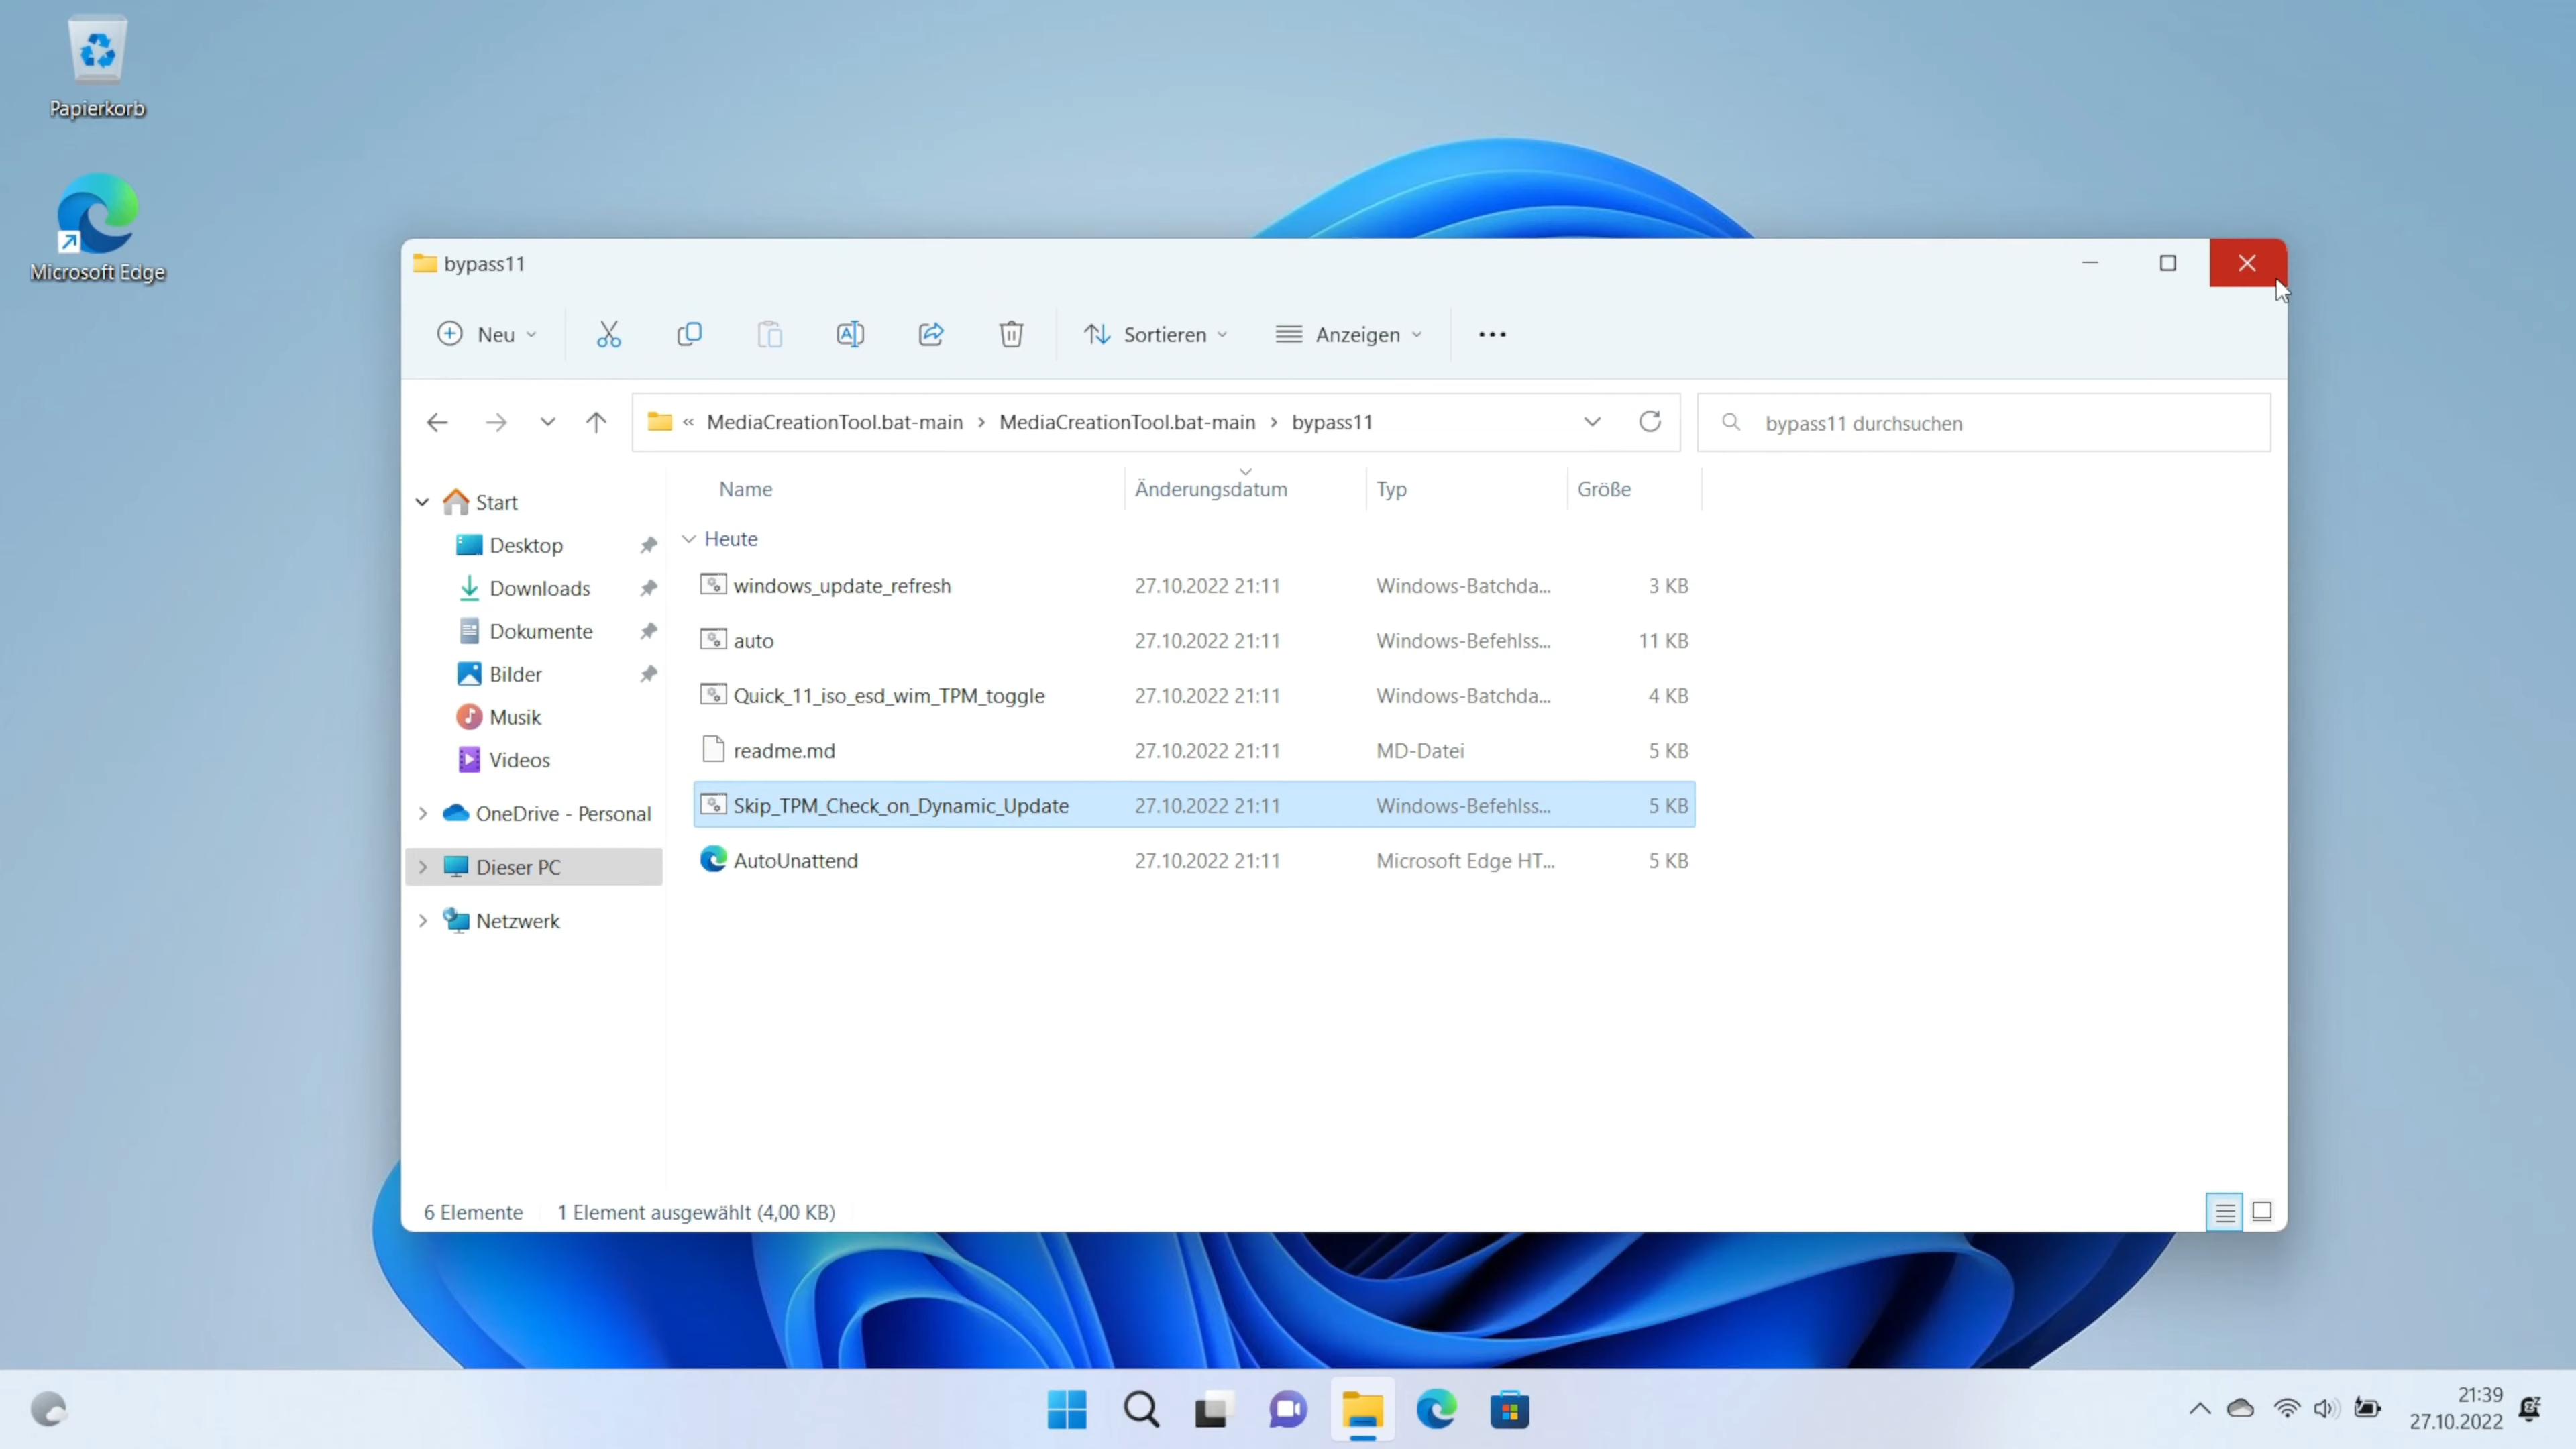 Papierkorb
Microsoft Edge
bypass11
Neu
Sortieren
Anzeigen
« MediaCreationTool.bat-main › MediaCreationTool.bat-main › bypass11
bypass11 durchsuchen
Start
Desktop
Downloads
Dokumente
Bilder
Musik
Videos
OneDrive - Personal
Dieser PC
Netzwerk
Name Änderungsdatum Typ Größe
Heute
windows_update_refresh 27.10.2022 21:11 Windows-Batchda... 3 KB
auto 27.10.2022 21:11 Windows-Befehlss... 11 KB
Quick_11_iso_esd_wim_TPM_toggle 27.10.2022 21:11 Windows-Batchda... 4 KB
readme.md 27.10.2022 21:11 MD-Datei 5 KB
Skip_TPM_Check_on_Dynamic_Update 27.10.2022 21:11 Windows-Befehlss... 5 KB
AutoUnattend 27.10.2022 21:11 Microsoft Edge HT... 5 KB
6 Elemente 1 Element ausgewählt (4,00 KB)
21:39
27.10.2022